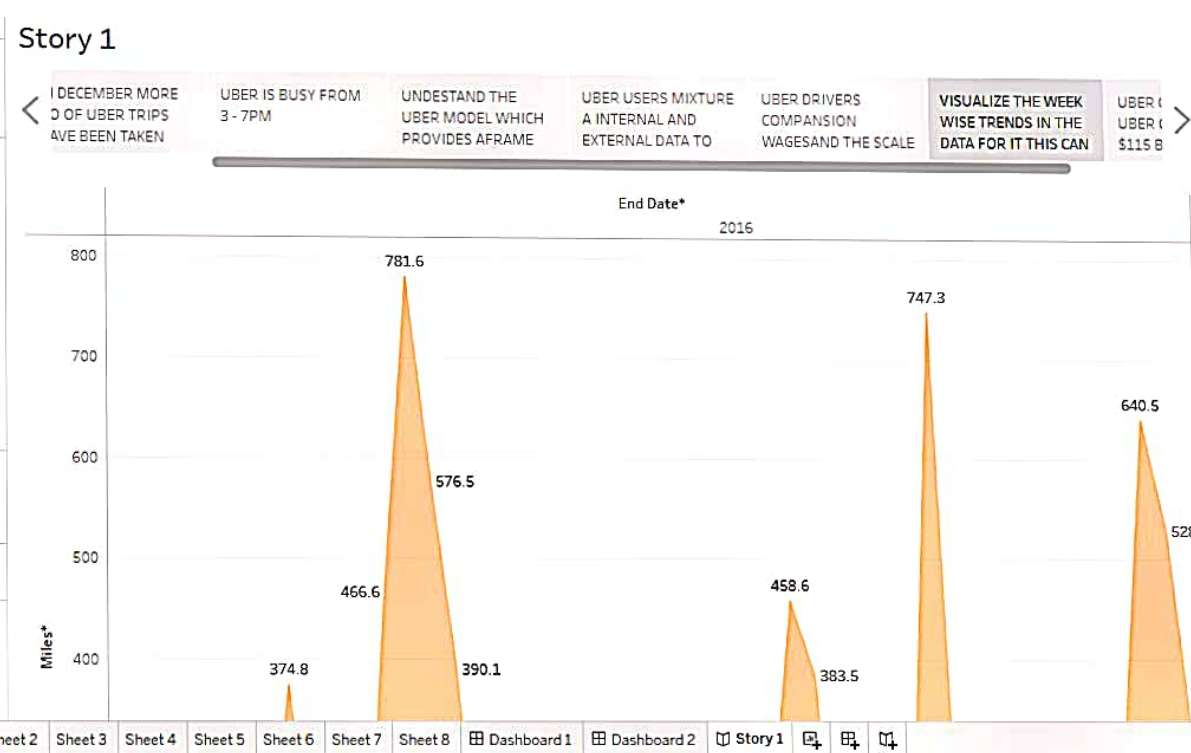 Story 1
DECEMBER MORE
OF UBER TRIPS
AVE BEEN TAKEN
UBER IS BUSY FROM
3 - 7PM
UNDESTAND THE
UBER MODEL WHICH
PROVIDES AFRAME
UBER USERS MIXTURE
A INTERNAL AND
EXTERNAL DATA TO
UBER DRIVERS
COMPANSION
WAGESAND THE SCALE
VISUALIZE THE WEEK
WISE TRENDS IN THE
DATA FOR IT THIS CAN
UBER
UBER
$115 B
End Date*
2016
800
700
600
500
400
Miles*
374.8
466.6
781.6
576.5
390.1
458.6
383.5
747.3
640.5
528
heet 2 Sheet 3 Sheet 4 Sheet 5 Sheet 6 Sheet 7 Sheet 8 Dashboard 1 Dashboard 2 Story 1